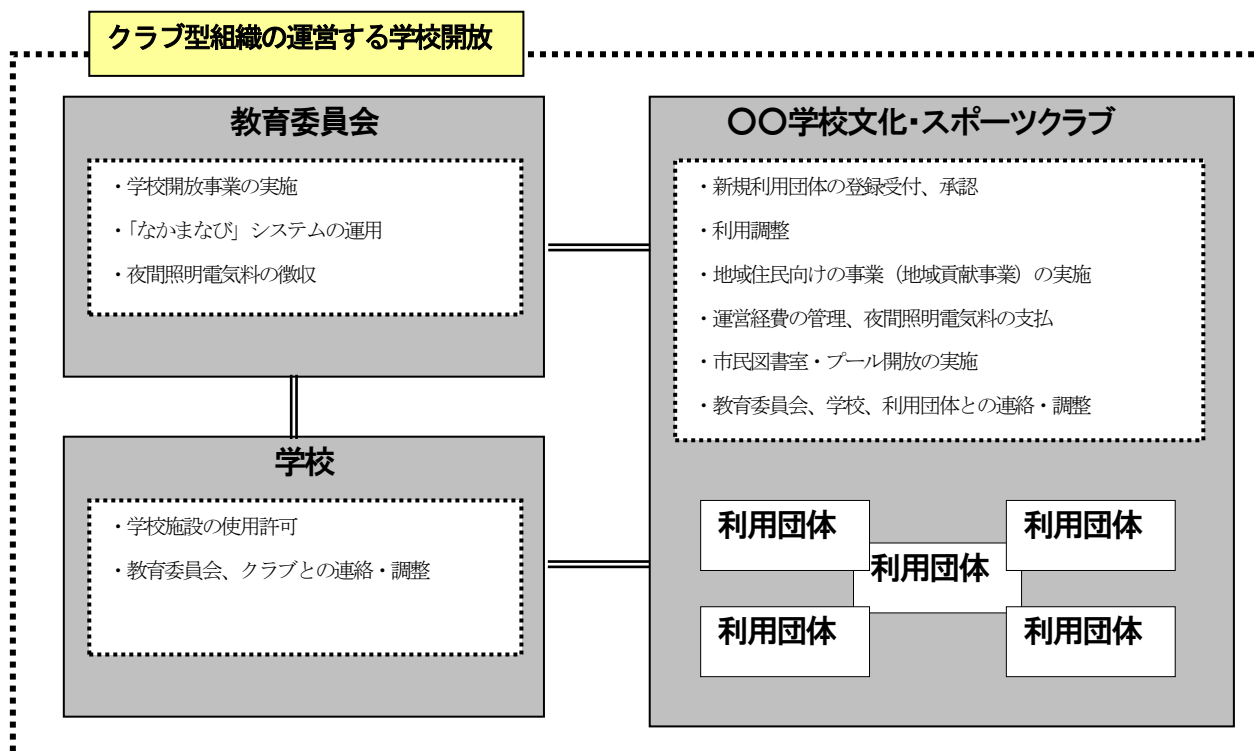 クラブ型組織の運営する学校開放
教育委員会
・学校開放事業の実施
・「なかまなび」システムの運用
・夜間照明電気料の徴収
学校
・学校施設の使用許可
・教育委員会、クラブとの連絡・調整
〇〇学校文化・スポーツクラブ
・新規利用団体の登録受付、承認
・利用調整
・地域住民向けの事業（地域貢献事業）の実施
・運営経費の管理、夜間照明電気料の支払
・市民図書室・プール開放の実施
・教育委員会、学校、利用団体との連絡・調整
利用団体
利用団体
利用団体
利用団体
利用団体